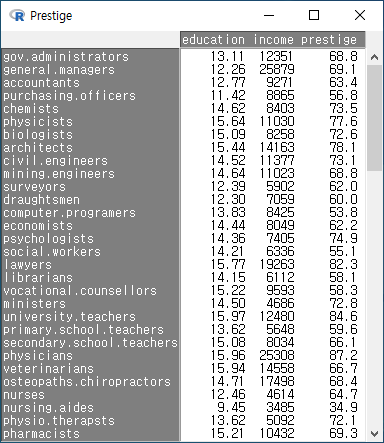 Prestige
education income prestige
gov.administrators 13.11 12351 68.8
general.managers 12.26 25879 69.1
accountants 12.77 9271 63.4
purchasing.officers 11.42 8865 56.8
chemists 14.62 8403 73.5
physicists 15.64 11030 77.6
biologists 15.09 8258 72.6
architects 15.44 14163 78.1
civil.engineers 14.52 11377 73.1
mining.engineers 14.64 11023 68.8
surveyors 12.39 5902 62.0
draughtsmen 12.30 7059 60.0
computer.programers 13.83 8425 53.8
economists 14.44 8049 62.2
psychologists 14.36 7405 74.9
social.workers 14.21 6336 55.1
lawyers 15.77 19263 82.3
librarians 14.15 6112 58.1
vocational.counsellors 15.22 9593 58.3
ministers 14.50 4686 72.8
university.teachers 15.97 12480 84.6
primary.school.teachers 13.62 5648 59.6
secondary.school.teachers 15.08 8034 66.1
physicians 15.96 25308 87.2
veterinarians 15.94 14558 66.7
osteopaths.chiropractors 14.71 17498 68.4
nurses 12.46 4614 64.7
nursing.aides 9.45 3485 34.9
physio.therapsts 13.62 5092 72.1
pharmacists 15.21 10432 69.3